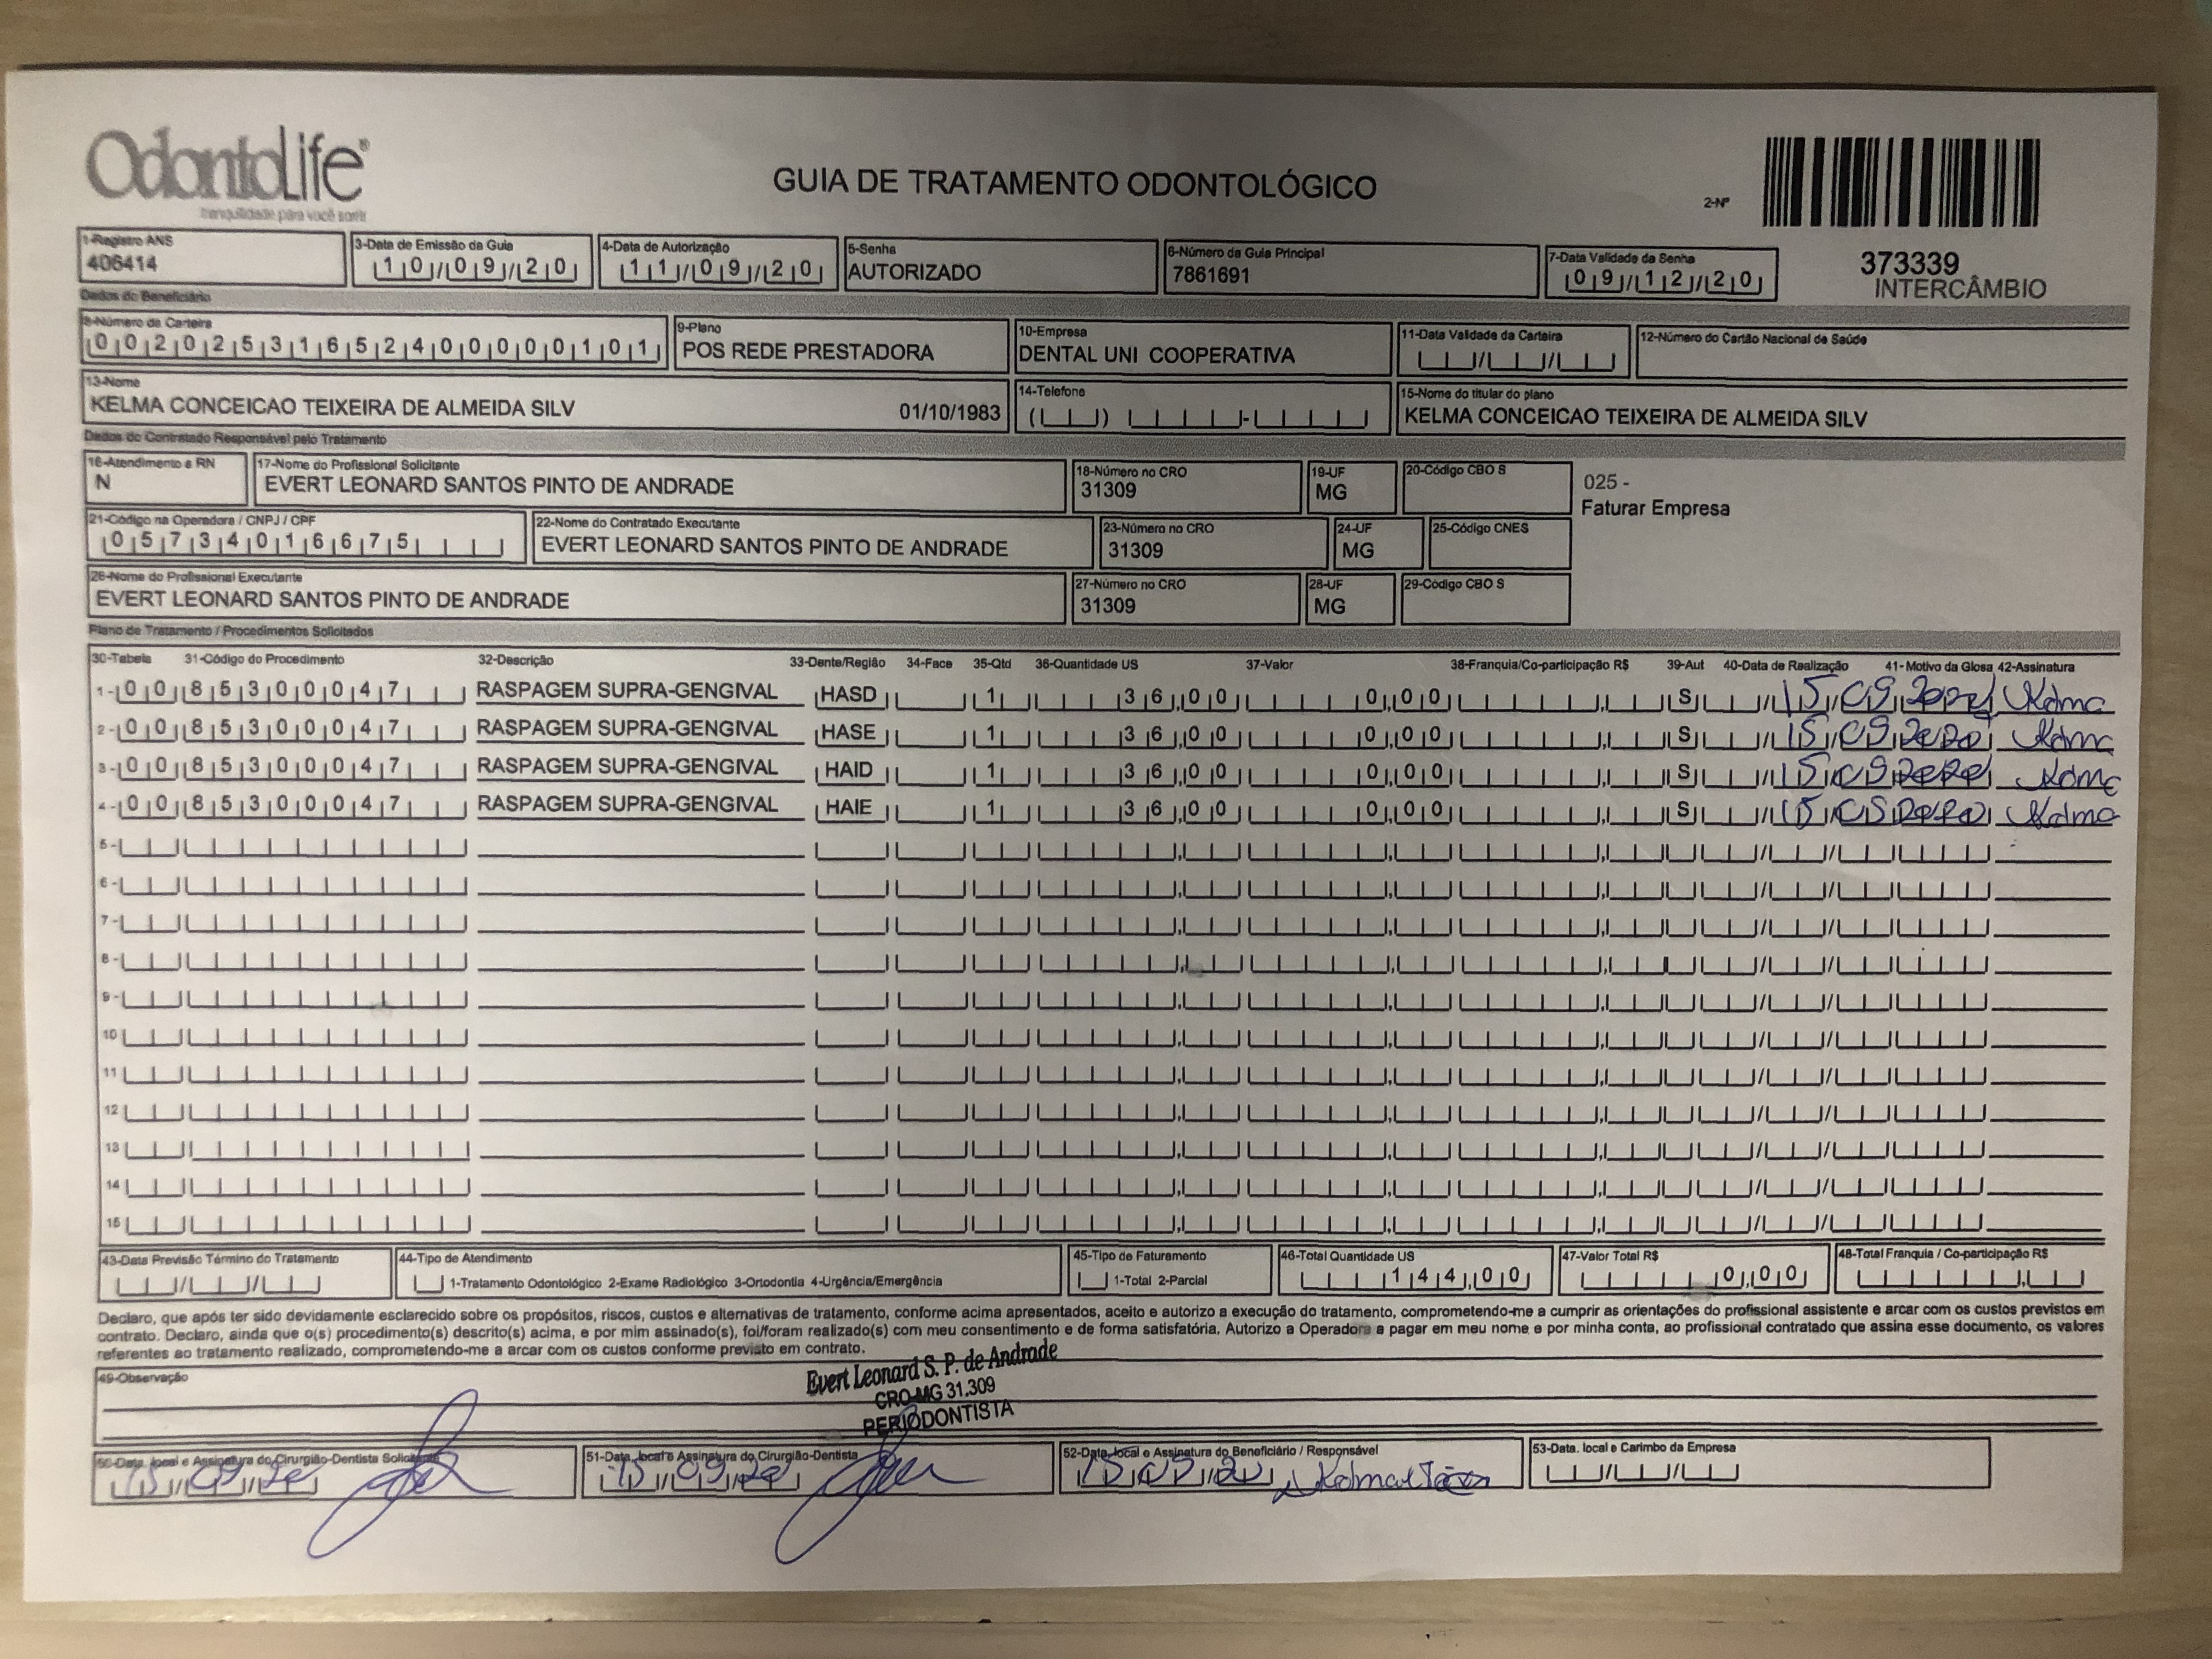 OdontoLife®
tranquilidade para você sorrir
GUIA DE TRATAMENTO ODONTOLÓGICO
2-Nº
373339
INTERCÂMBIO
1-Registro ANS
406414
3-Data de Emissão da Guia
10/09/20
4-Data de Autorização
11/09/20
5-Senha
AUTORIZADO
6-Número da Guia Principal
7861691
7-Data Validade da Senha
09/12/20
Dados do Beneficiário
8-Número da Carteira
00202531652400000101
9-Plano
POS REDE PRESTADORA
10-Empresa
DENTAL UNI COOPERATIVA
11-Data Validade da Carteira
12-Número do Cartão Nacional de Saúde
13-Nome
KELMA CONCEICAO TEIXEIRA DE ALMEIDA SILV 01/10/1983
14-Telefone
15-Nome do titular do plano
KELMA CONCEICAO TEIXEIRA DE ALMEIDA SILV
Dados do Contratado Responsável pelo Tratamento
16-Atendimento a RN
N
17-Nome do Profissional Solicitante
EVERT LEONARD SANTOS PINTO DE ANDRADE
18-Número no CRO
31309
19-UF
MG
20-Código CBO S
025 -
Faturar Empresa
21-Código na Operadora / CNPJ / CPF
05734016675
22-Nome do Contratado Executante
EVERT LEONARD SANTOS PINTO DE ANDRADE
23-Número no CRO
31309
24-UF
MG
25-Código CNES
26-Nome do Profissional Executante
EVERT LEONARD SANTOS PINTO DE ANDRADE
27-Número no CRO
31309
28-UF
MG
29-Código CBO S
Plano de Tratamento / Procedimentos Solicitados
30-Tabela 31-Código do Procedimento 32-Descrição 33-Dente/Região 34-Face 35-Qtd 36-Quantidade US 37-Valor 38-Franquia/Co-participação R$ 39-Aut 40-Data de Realização 41-Motivo da Glosa 42-Assinatura
1-00 85300047 RASPAGEM SUPRA-GENGIVAL HASD 1 36,00 0,00 S 15/09/2020 Kelma
2-00 85300047 RASPAGEM SUPRA-GENGIVAL HASE 1 36,00 0,00 S 15/09/2020 Kelma
3-00 85300047 RASPAGEM SUPRA-GENGIVAL HAID 1 36,00 0,00 S 15/09/2020 Kelma
4-00 85300047 RASPAGEM SUPRA-GENGIVAL HAIE 1 36,00 0,00 S 15/09/2020 Kelma
5-
6-
7-
8-
9-
10
11
12
13
14
15
43-Data Previsão Término do Tratamento
44-Tipo de Atendimento
1-Tratamento Odontológico 2-Exame Radiológico 3-Ortodontia 4-Urgência/Emergência
45-Tipo de Faturamento
1-Total 2-Parcial
46-Total Quantidade US
144,00
47-Valor Total R$
0,00
48-Total Franquia / Co-participação R$
Declaro, que após ter sido devidamente esclarecido sobre os propósitos, riscos, custos e alternativas de tratamento, conforme acima apresentados, aceito e autorizo a execução do tratamento, comprometendo-me a cumprir as orientações do profissional assistente e arcar com os custos previstos em
contrato. Declaro, ainda que o(s) procedimento(s) descrito(s) acima, e por mim assinado(s), foi/foram realizado(s) com meu consentimento e de forma satisfatória. Autorizo a Operadora a pagar em meu nome e por minha conta, ao profissional contratado que assina esse documento, os valores
referentes ao tratamento realizado, comprometendo-me a arcar com os custos conforme previsto em contrato.
49-Observação
Evert Leonard S. P. de Andrade
CRO-MG 31.309
PERIODONTISTA
50-Data, local e Assinatura do Cirurgião-Dentista Solicitante
15/09/20
51-Data, local e Assinatura do Cirurgião-Dentista
15/09/20
52-Data, local e Assinatura do Beneficiário / Responsável
15/09/20
53-Data, local e Carimbo da Empresa